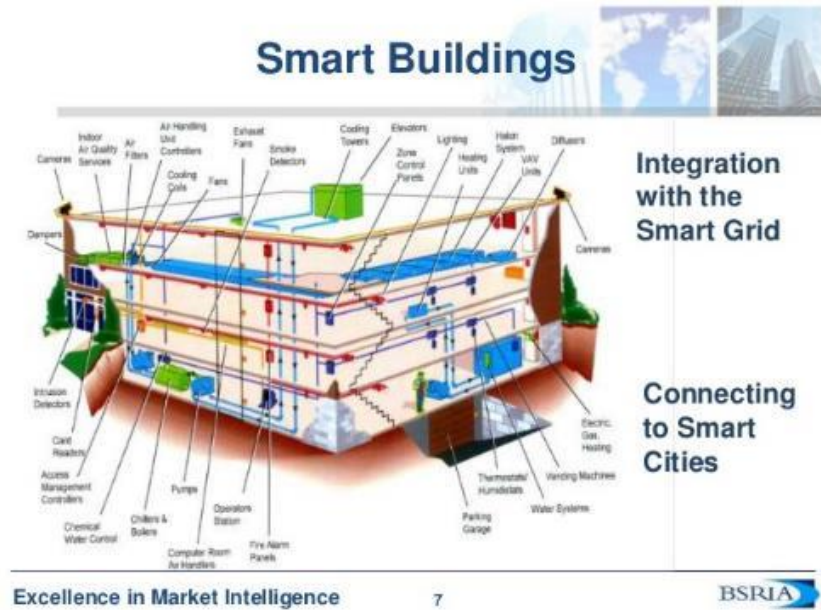 Smart Buildings
Cameras
Indoor
Air Quality
Services
Air
Filters
Air Handling
Unit
Controllers
Cooling
Coils
Fans
Exhaust
Fans
Smoke
Detectors
Cooling
Towers
Elevators
Zone
Control
Panels
Lighting
Heating
Units
Halon
System
VAV
Units
Diffusers
Dampers
Cameras
Integration
with the
Smart Grid
Intrusion
Detectors
Card
Readers
Access
Management
Controllers
Chemical
Water Control
Chillers &
Boilers
Pumps
Computer Room
Air Handlers
Operators
Station
Fire Alarm
Panels
Parking
Garage
Thermostats/
Humidistats
Water Systems
Vending Machines
Electric,
Gas,
Heating
Connecting
to Smart
Cities
Excellence in Market Intelligence
7
BSRIA